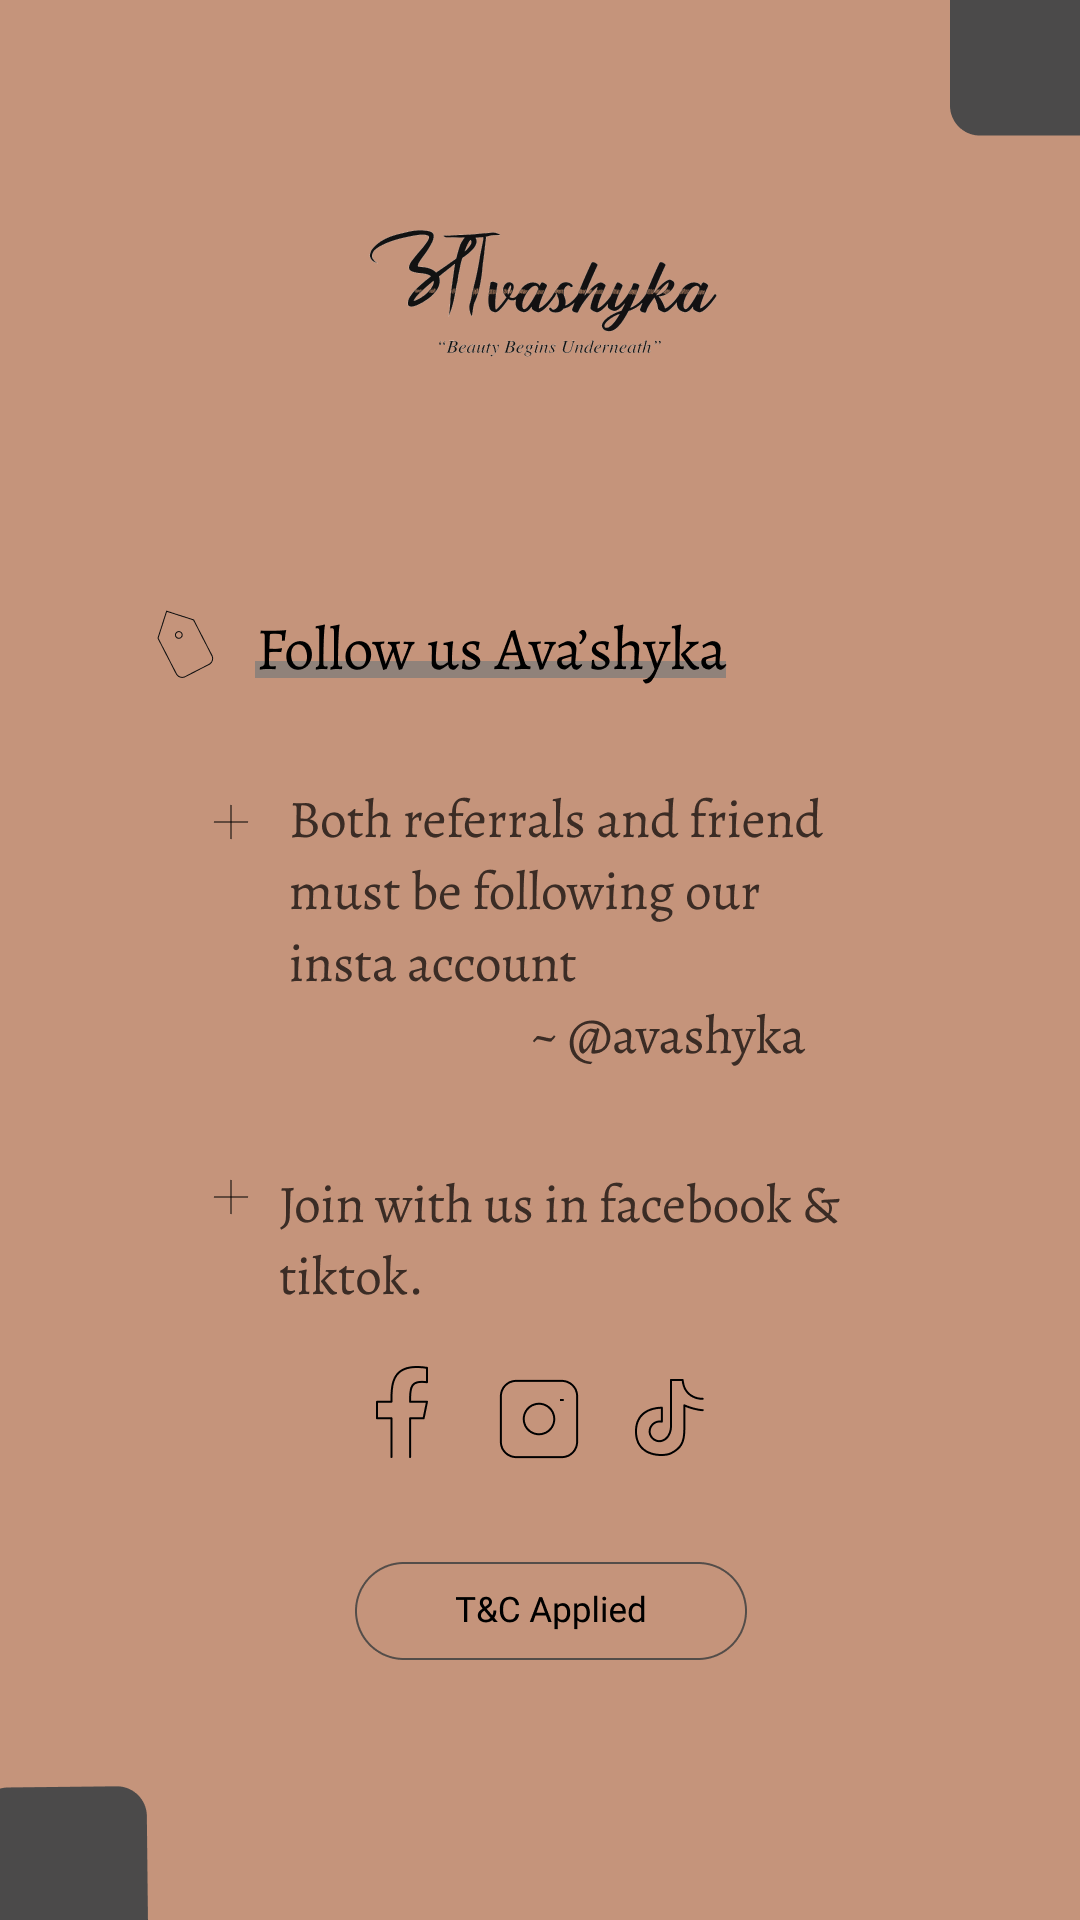 आvashyka
“Beauty Begins Underneath”
Follow us Ava’shyka
Both referrals and friend
must be following our
insta account
~ @avashyka
Join with us in facebook &
tiktok.
T&C Applied